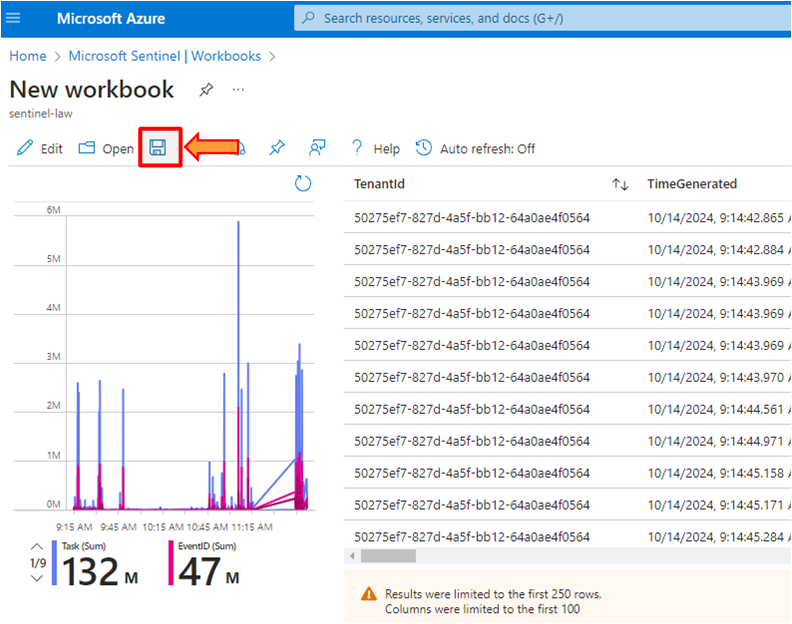 Microsoft Azure
Search resources, services, and docs (G+/)
Home > Microsoft Sentinel | Workbooks >
New workbook
sentinel-law
Edit Open Help Auto refresh: Off
6M
5M
4M
3M
2M
1M
0M
9:15 AM 9:45 AM 10:15 AM 10:45 AM 11:15 AM
1/9
Task (Sum)
132 M
EventID (Sum)
47 M
TenantId TimeGenerated
50275ef7-827d-4a5f-bb12-64a0ae4f0564 10/14/2024, 9:14:42.865
50275ef7-827d-4a5f-bb12-64a0ae4f0564 10/14/2024, 9:14:42.884
50275ef7-827d-4a5f-bb12-64a0ae4f0564 10/14/2024, 9:14:43.969
50275ef7-827d-4a5f-bb12-64a0ae4f0564 10/14/2024, 9:14:43.969
50275ef7-827d-4a5f-bb12-64a0ae4f0564 10/14/2024, 9:14:43.969
50275ef7-827d-4a5f-bb12-64a0ae4f0564 10/14/2024, 9:14:43.970
50275ef7-827d-4a5f-bb12-64a0ae4f0564 10/14/2024, 9:14:44.561
50275ef7-827d-4a5f-bb12-64a0ae4f0564 10/14/2024, 9:14:44.971
50275ef7-827d-4a5f-bb12-64a0ae4f0564 10/14/2024, 9:14:45.158
50275ef7-827d-4a5f-bb12-64a0ae4f0564 10/14/2024, 9:14:45.171
50275ef7-827d-4a5f-bb12-64a0ae4f0564 10/14/2024, 9:14:45.284
Results were limited to the first 250 rows.
Columns were limited to the first 100